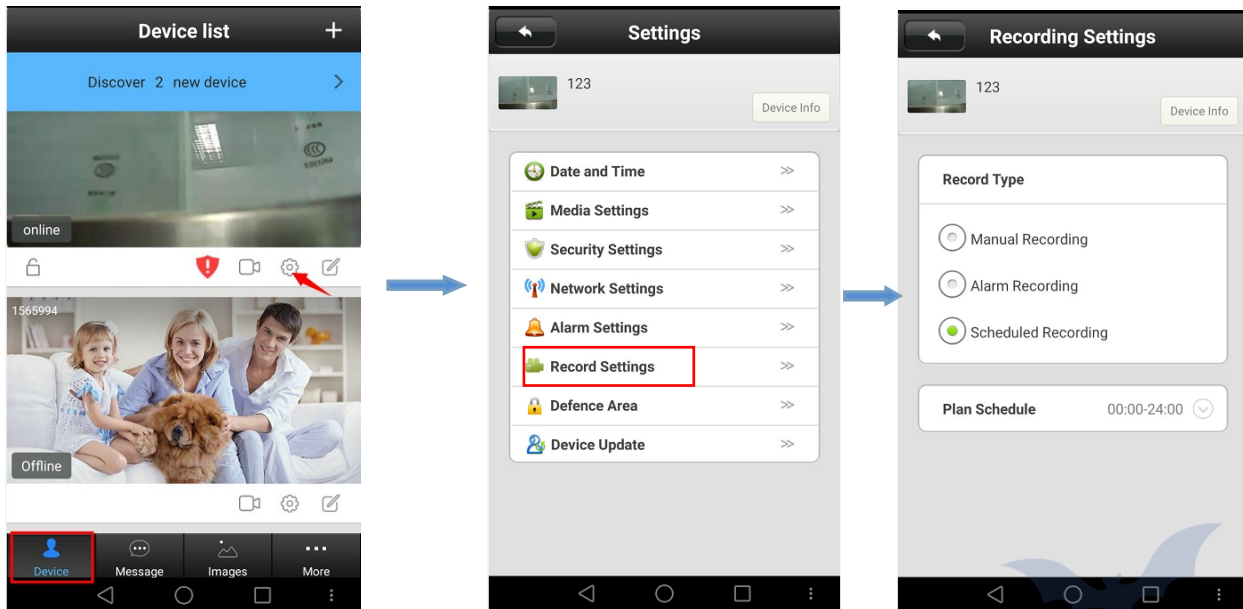 Device list
+
Discover 2 new device
online
1565994
Offline
Device
Message
Images
More
Settings
123
Device Info
Date and Time
Media Settings
Security Settings
Network Settings
Alarm Settings
Record Settings
Defence Area
Device Update
Recording Settings
123
Device Info
Record Type
Manual Recording
Alarm Recording
Scheduled Recording
Plan Schedule 00:00-24:00